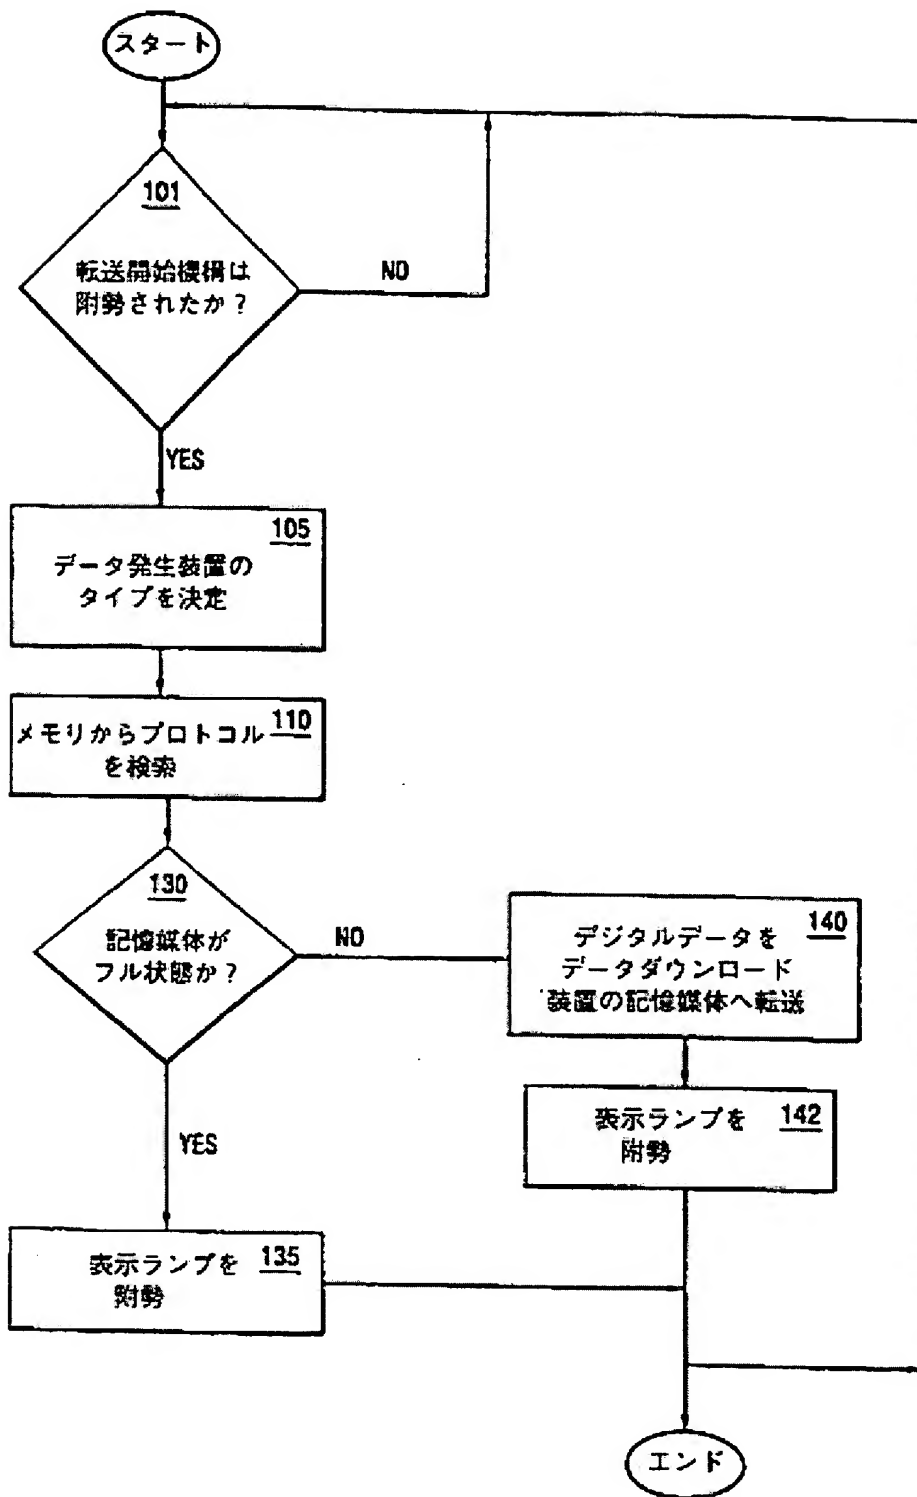 スタート
101
転送開始機構は
附勢されたか？
NO
YES
105
データ発生装置の
タイプを決定
110
メモリからプロトコル
を検索
130
記憶媒体が
フル状態か？
NO
YES
140
デジタルデータを
データダウンロード
装置の記憶媒体へ転送
142
表示ランプを
附勢
135
表示ランプを
附勢
エンド